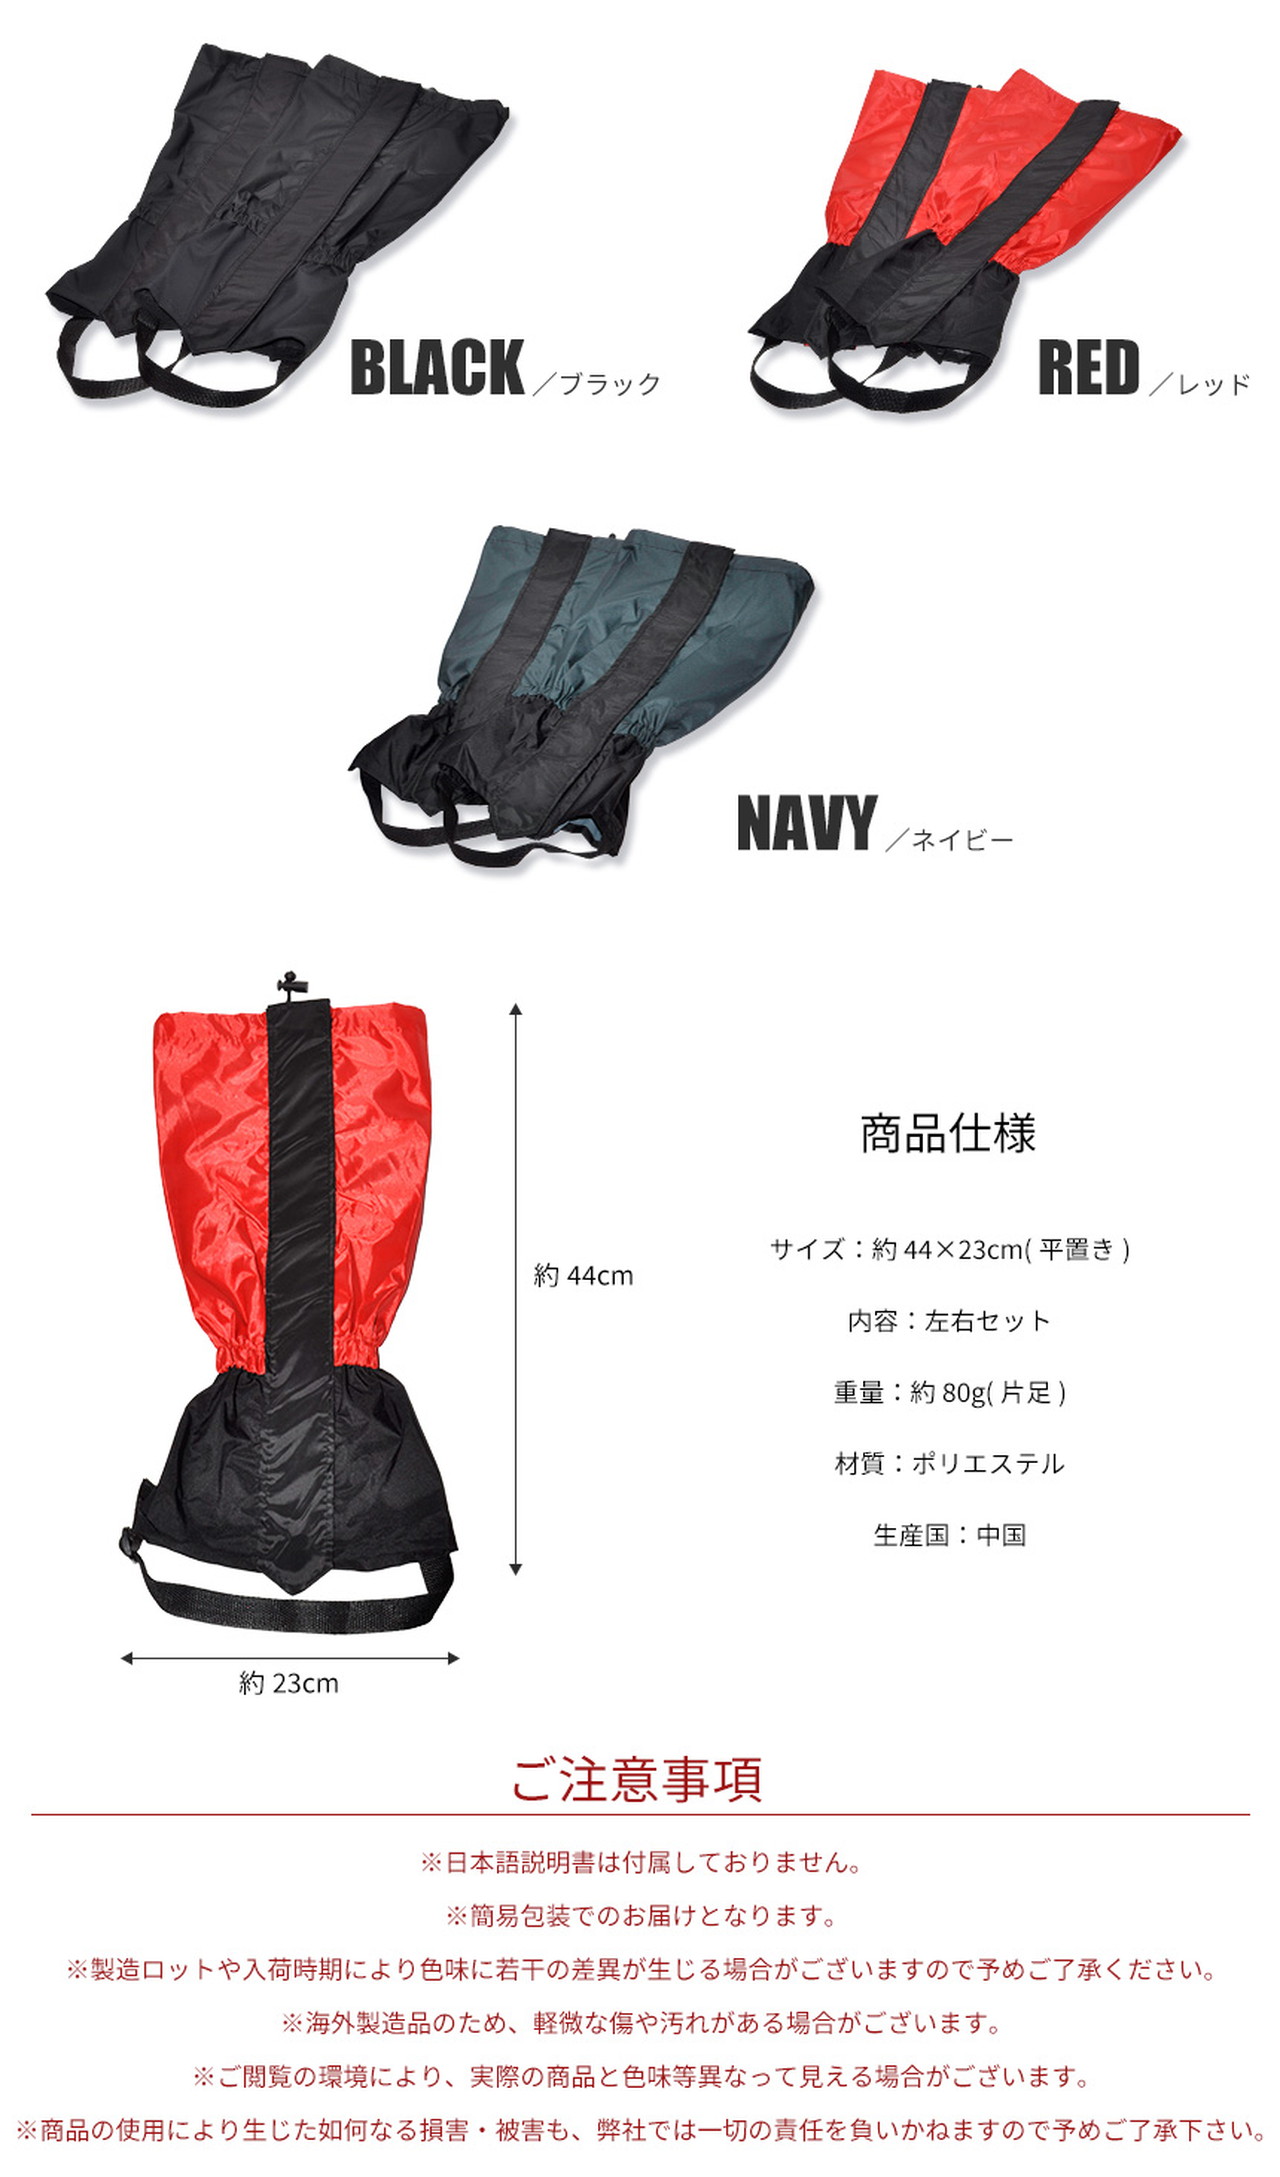 BLACK ／ブラック
RED ／レッド
NAVY ／ネイビー
約 44cm
約 23cm
商品仕様
サイズ：約 44×23cm( 平置き )
内容：左右セット
重量：約 80g( 片足 )
材質：ポリエステル
生産国：中国
ご注意事項
※日本語説明書は付属しておりません。
※簡易包装でのお届けとなります。
※製造ロットや入荷時期により色味に若干の差異が生じる場合がございますので予めご了承ください。
※海外製造品のため、軽微な傷や汚れがある場合がございます。
※ご閲覧の環境により、実際の商品と色味等異なって見える場合がございます。
※商品の使用により生じた如何なる損害・被害も、弊社では一切の責任を負いかねますので予めご了承下さい。